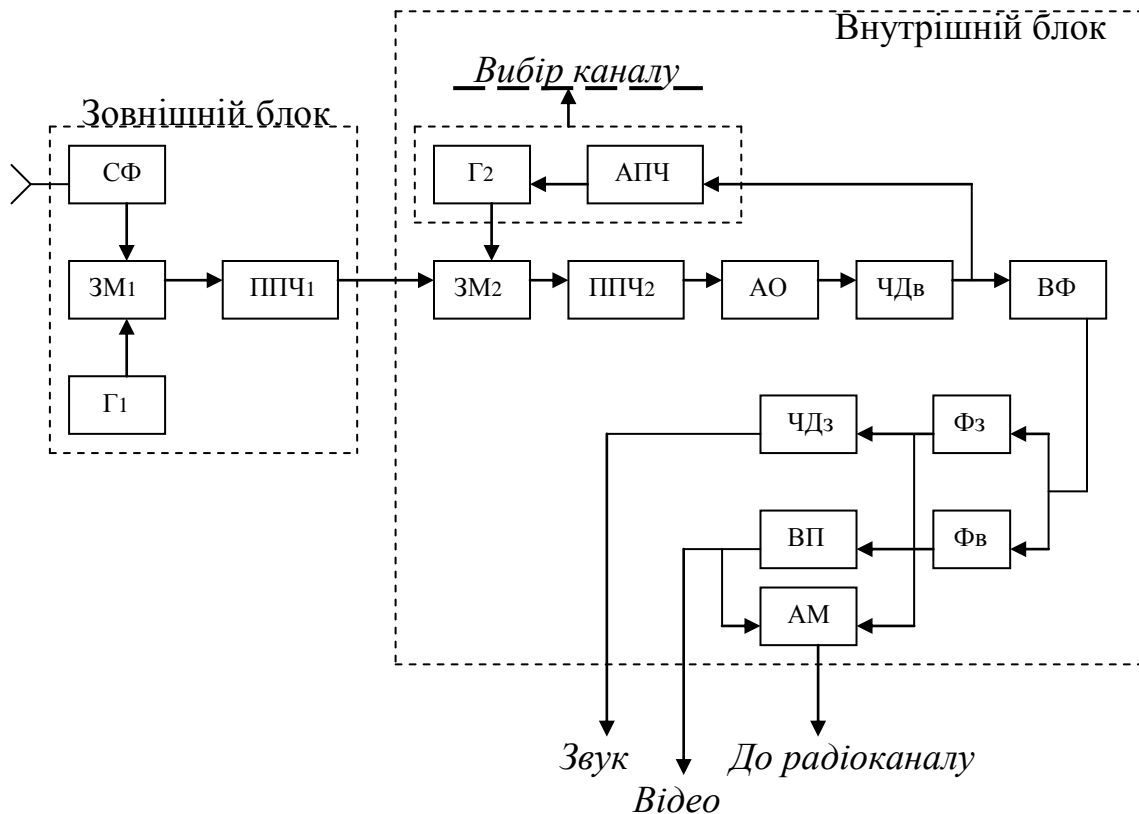 Внутрішній блок
Вибір каналу
Зовнішній блок
СФ
Г2
АПЧ
ЗМ1
ППЧ1
ЗМ2
ППЧ2
АО
ЧДв
ВФ
Г1
ЧДз
Фз
ВП
Фв
АМ
Звук
До радіоканалу
Відео